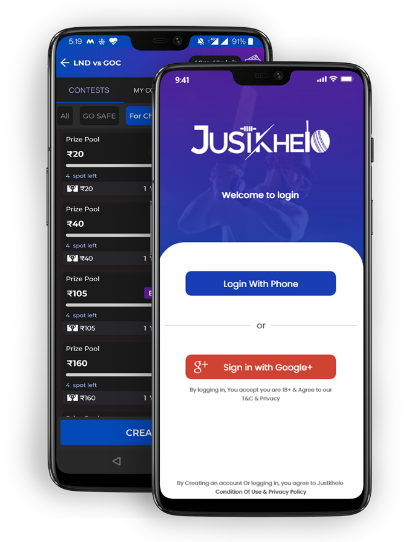 5:19
91%
LND vs GOC
CONTESTS
MY CO
All
GO SAFE
For Ch
Prize Pool
₹20
4 spot left
₹20
1
Prize Pool
₹40
4 spot left
₹40
1
Prize Pool
₹105
4 spot left
₹105
1
Prize Pool
₹160
4 spot left
₹160
1
CREA
9:41
JUSTKHELO
Welcome to login
Login With Phone
or
g+ Sign in with Google+
By logging in, You accept you are 18+ & Agree to our
T&C & Privacy
By Creating an account Or logging in, you agree to Justkhelo
Condition Of Use & Privacy Policy